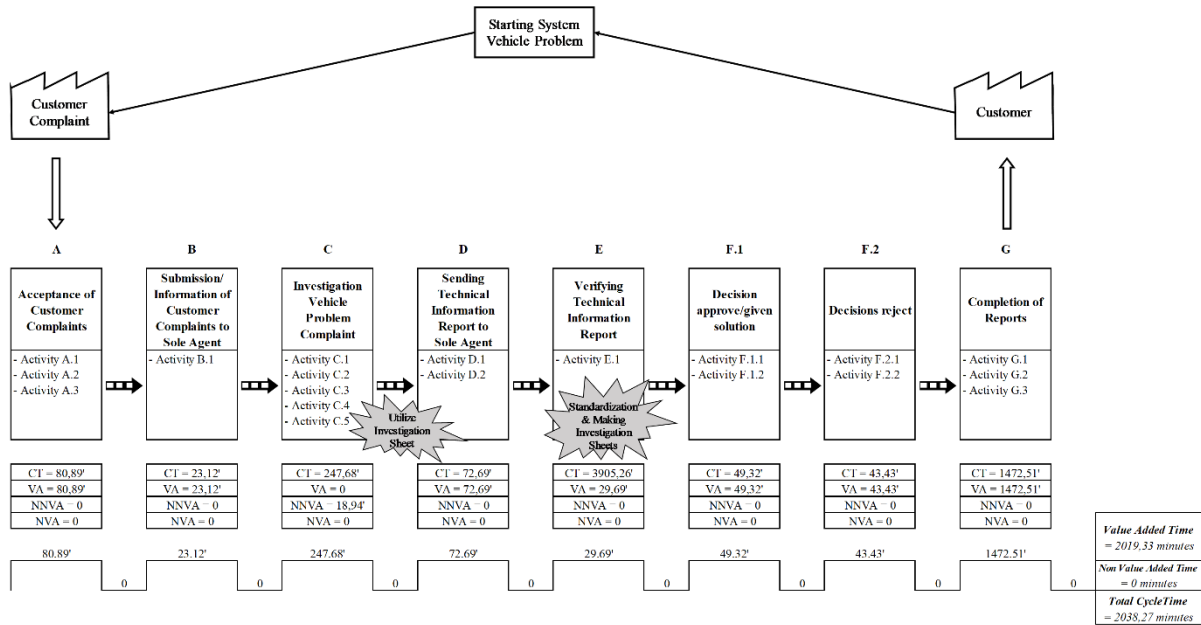 Starting System
Vehicle Problem
Customer
Complaint
Customer
A
B
C
D
E
F.1
F.2
G
Acceptance of
Customer
Complaints
- Activity A.1
- Activity A.2
- Activity A.3
Submission/
Information of
Customer
Complaints to
Sole Agent
- Activity B.1
Investigation
Vehicle
Problem
Complaint
- Activity C.1
- Activity C.2
- Activity C.3
- Activity C.4
- Activity C.5
Utilize
Investigation
Sheet
Sending
Technical
Information
Report to
Sole Agent
- Activity D.1
- Activity D.2
Verifying
Technical
Information
Report
- Activity E.1
Standardization
& Making
Investigation
Sheets
Decision
approve/given
solution
- Activity F.1.1
- Activity F.1.2
Decisions reject
- Activity F.2.1
- Activity F.2.2
Completion of
Reports
- Activity G.1
- Activity G.2
- Activity G.3
CT = 80,89'
VA = 80,89'
NNVA = 0
NVA = 0
CT = 23,12'
VA = 23,12'
NNVA = 0
NVA = 0
CT = 247,68'
VA = 0
NNVA = 18,94'
NVA = 0
CT = 72,69'
VA = 72,69'
NNVA = 0
NVA = 0
CT = 3905,26'
VA = 29,69'
NNVA = 0
NVA = 0
CT = 49,32'
VA = 49,32'
NNVA = 0
NVA = 0
CT = 43,43'
VA = 43,43'
NNVA = 0
NVA = 0
CT = 1472,51'
VA = 1472,51'
NNVA = 0
NVA = 0
80.89'
0
23.12'
0
247.68'
0
72.69'
0
29.69'
0
49.32'
0
43.43'
0
1472.51'
0
Value Added Time
= 2019,33 minutes
Non Value Added Time
= 0 minutes
Total CycleTime
= 2038,27 minutes